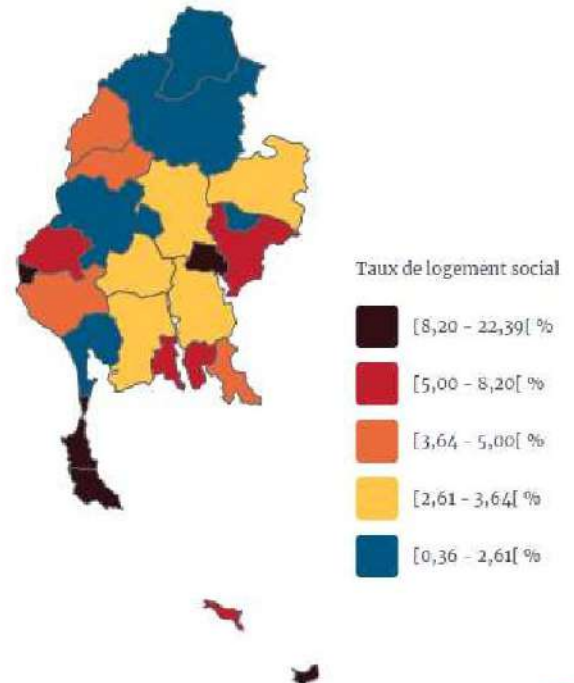 Taux de logement social
[8,20 - 22,39[ %
[5,00 - 8,20[ %
[3,64 - 5,00[ %
[2,61 - 3,64[ %
[0,36 - 2,61[ %